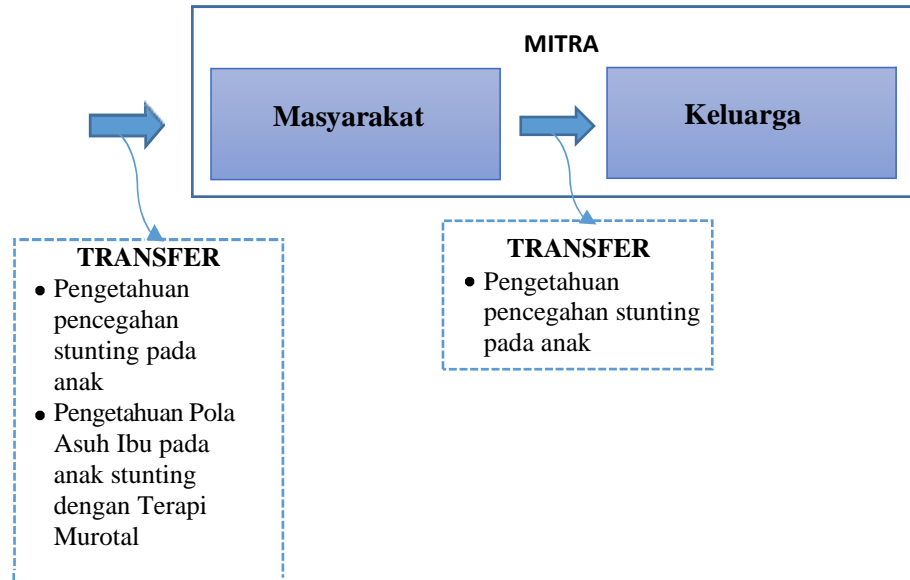 MITRA
Masyarakat
Keluarga
TRANSFER
• Pengetahuan
pencegahan
stunting pada
anak
• Pengetahuan Pola
Asuh Ibu pada
anak stunting
dengan Terapi
Murotal
TRANSFER
• Pengetahuan
pencegahan stunting
pada anak